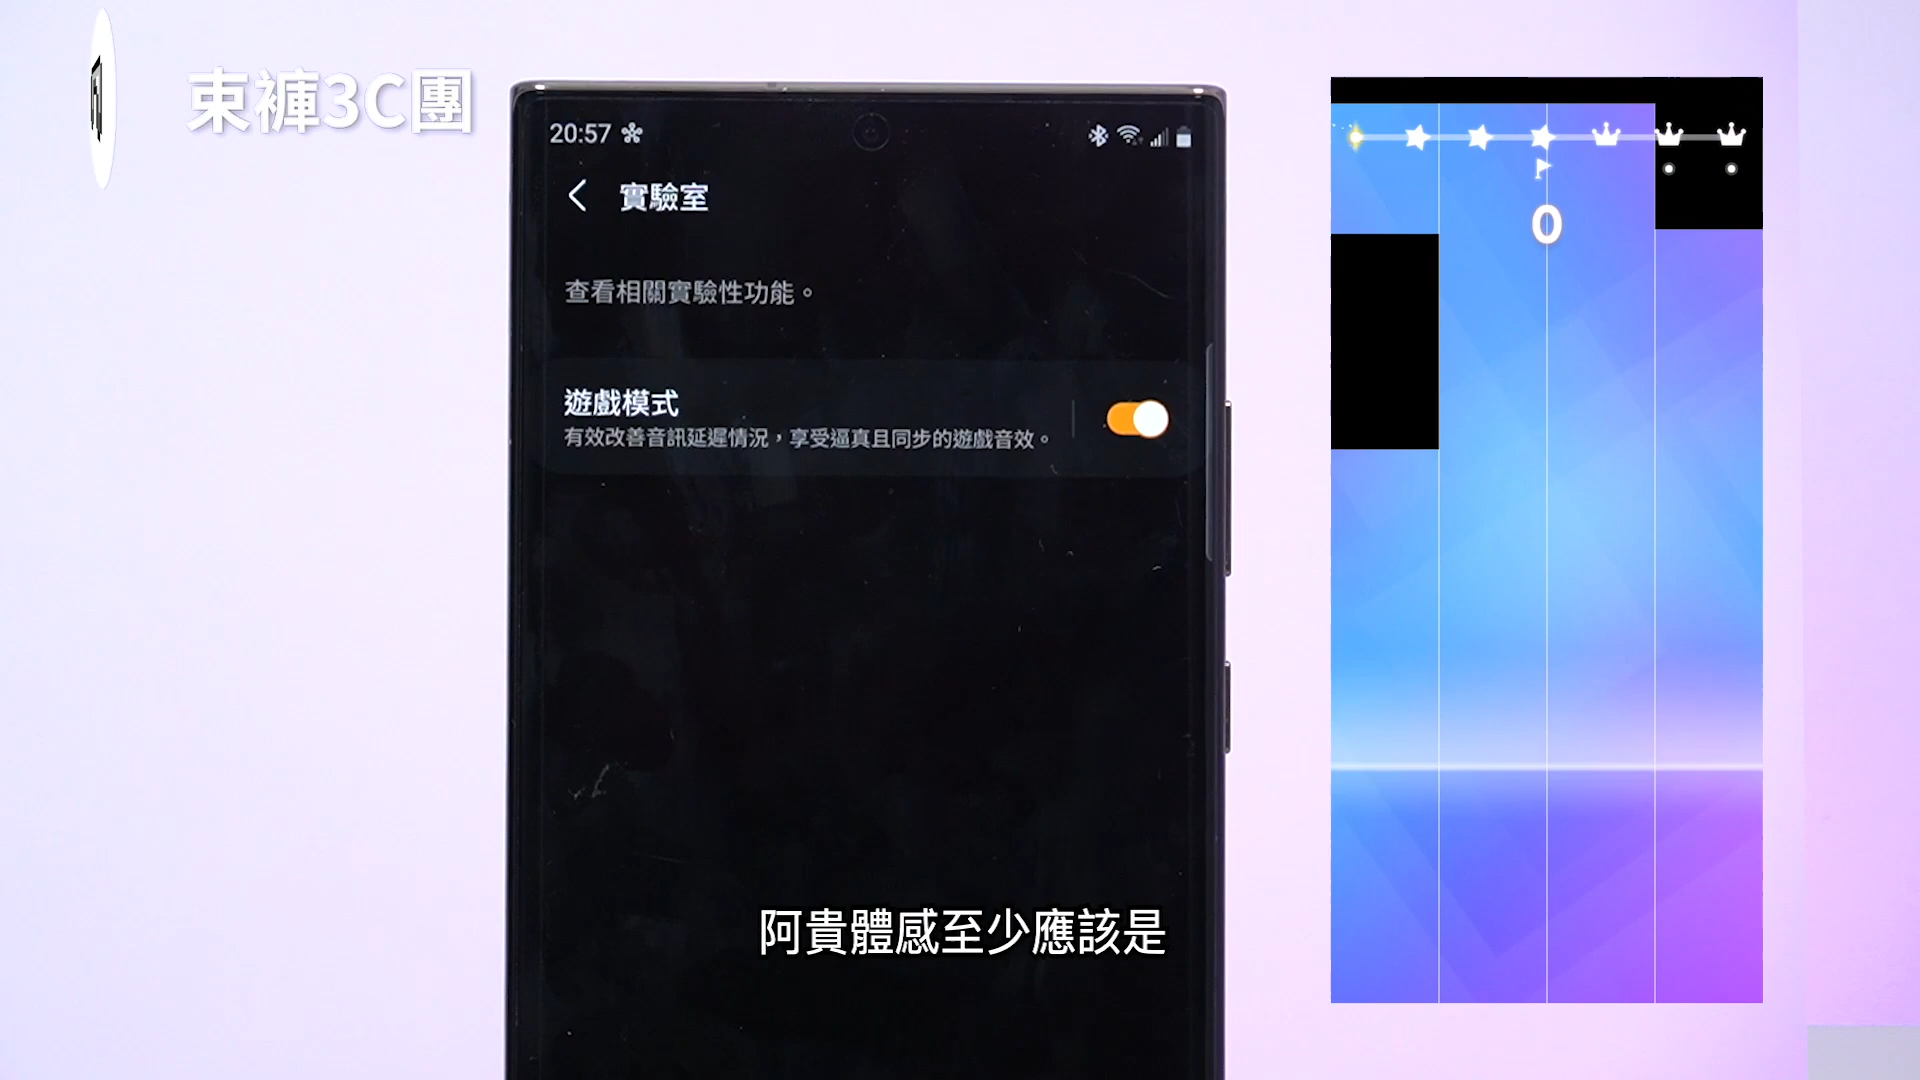 束褲3C團
20:57
實驗室
查看相關實驗性功能。
遊戲模式
有效改善音訊延遲情況，享受逼真且同步的遊戲音效。
0
阿貴體感至少應該是